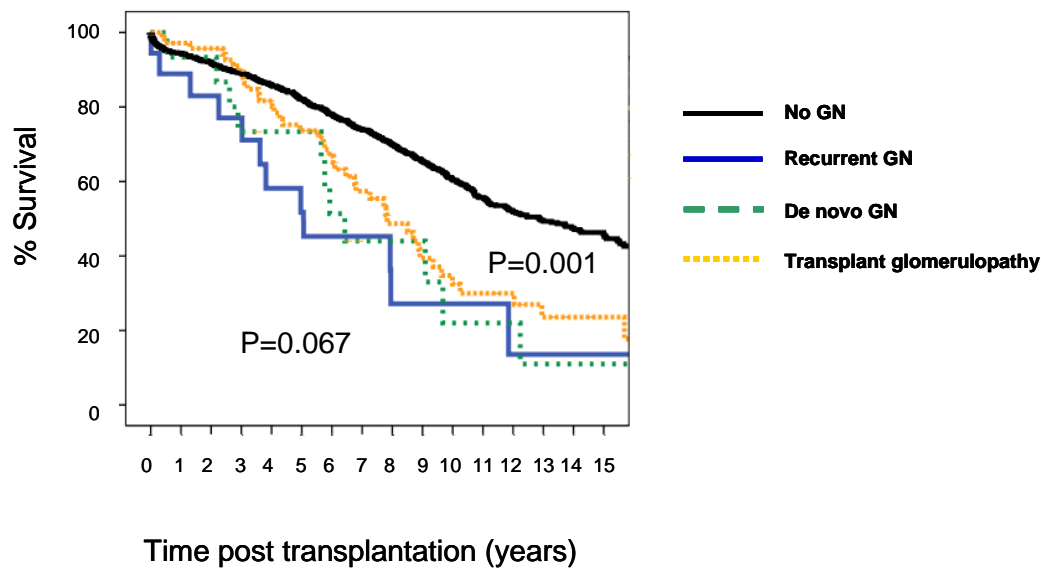 % Survival
100
80
60
40
20
0
P=0.001
P=0.067
0 1 2 3 4 5 6 7 8 9 10 11 12 13 14 15
Time post transplantation (years)
No GN
Recurrent GN
De novo GN
Transplant glomerulopathy